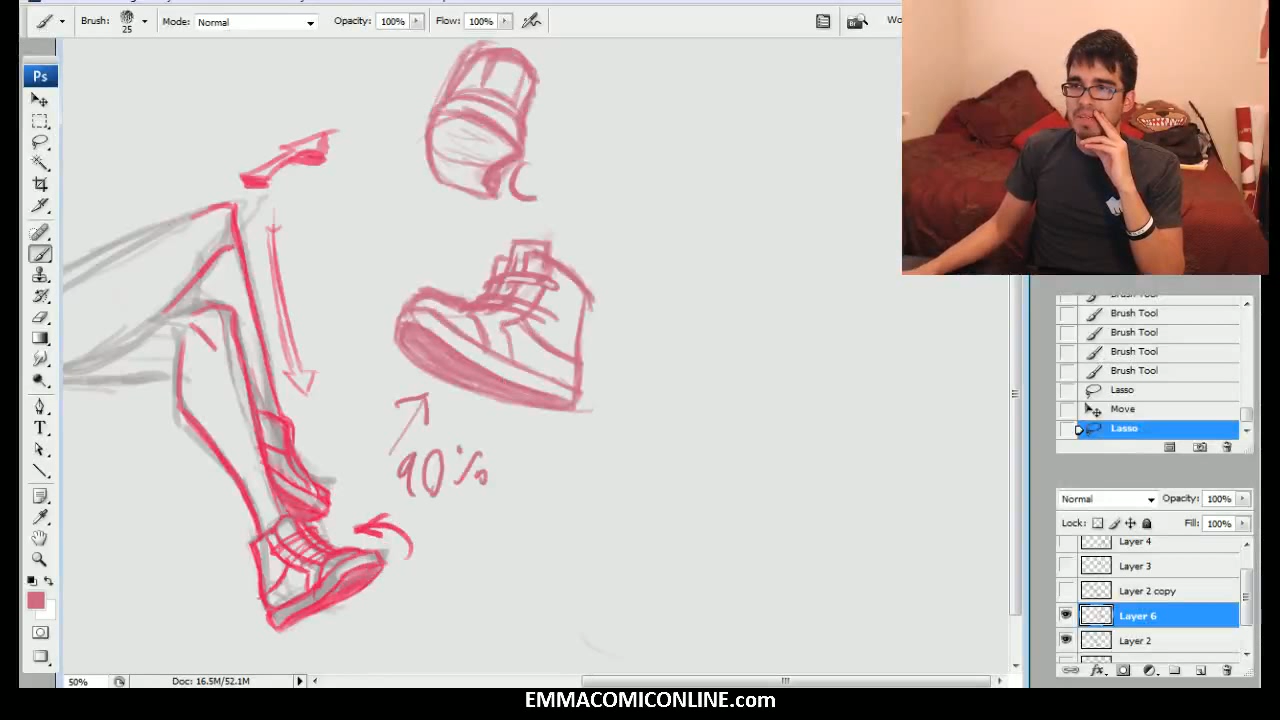 Brush: 25 Mode: Normal Opacity: 100% Flow: 100%
Ps
90%
Brush Tool
Brush Tool
Brush Tool
Brush Tool
Lasso
Move
Lasso
Normal Opacity: 100%
Lock: Fill: 100%
Layer 4
Layer 3
Layer 2 copy
Layer 6
Layer 2
fx
T
50% Doc: 16.5M/52.1M
EMMACOMICONLINE.com